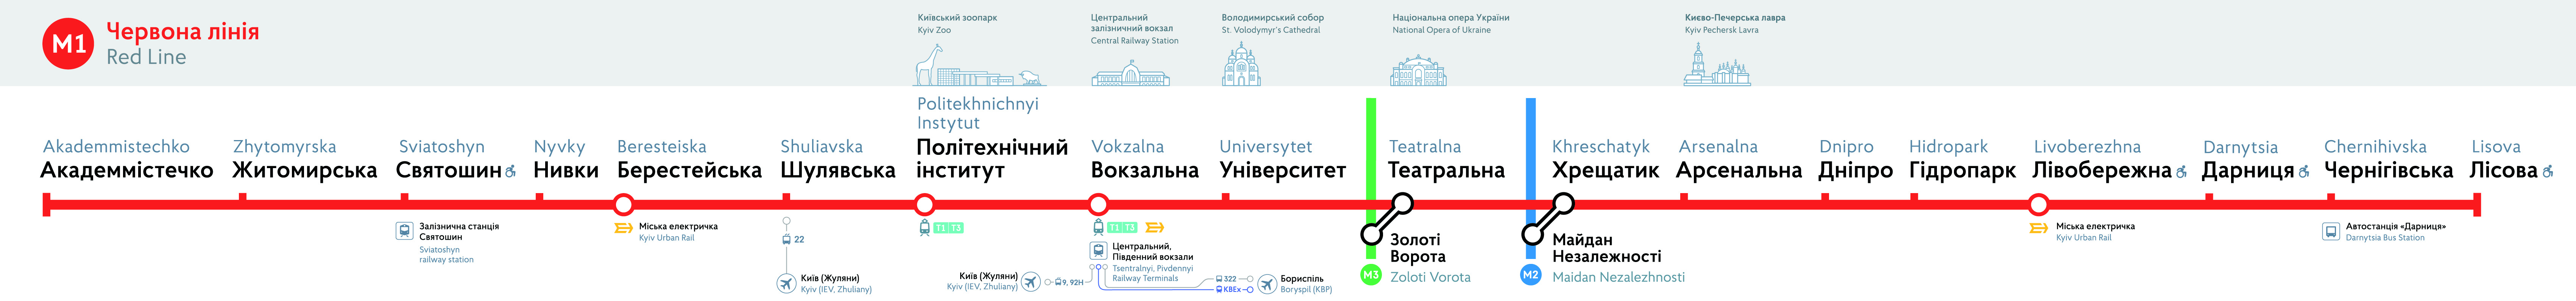 M1
Червона лінія
Red Line
Київський зоопарк
Kyiv Zoo
Центральний
залізничний вокзал
Central Railway Station
Володимирський собор
St. Volodymyr's Cathedral
Національна опера України
National Opera of Ukraine
Києво-Печерська лавра
Kyiv Pechersk Lavra
Akademmistechko
Академмістечко
Zhytomyrska
Житомирська
Sviatoshyn
Святошин
Залізнична станція
Святошин
Sviatoshyn
railway station
Nyvky
Нивки
Beresteiska
Берестейська
Міська електричка
Kyiv Urban Rail
Shuliavska
Шулявська
22
Київ (Жуляни)
Kyiv (IEV, Zhuliany)
Politekhnichnyi
Instytut
Політехнічний
інститут
T1 T3
Vokzalna
Вокзальна
T1 T3
Центральний,
Південний вокзали
Tsentralnyi, Pivdennyi
Railway Terminals
Київ (Жуляни)
Kyiv (IEV, Zhuliany)
9, 92Н
322
KBEx
Бориспіль
Boryspil (KBP)
Universytet
Університет
Teatralna
Театральна
Золоті
Ворота
M3
Zoloti Vorota
Khreschatyk
Хрещатик
Майдан
Незалежності
M2
Maidan Nezalezhnosti
Arsenalna
Арсенальна
Dnipro
Дніпро
Hidropark
Гідропарк
Livoberezhna
Лівобережна
Міська електричка
Kyiv Urban Rail
Darnytsia
Дарниця
Chernihivska
Чернігівська
Автостанція «Дарниця»
Darnytsia Bus Station
Lisova
Лісова